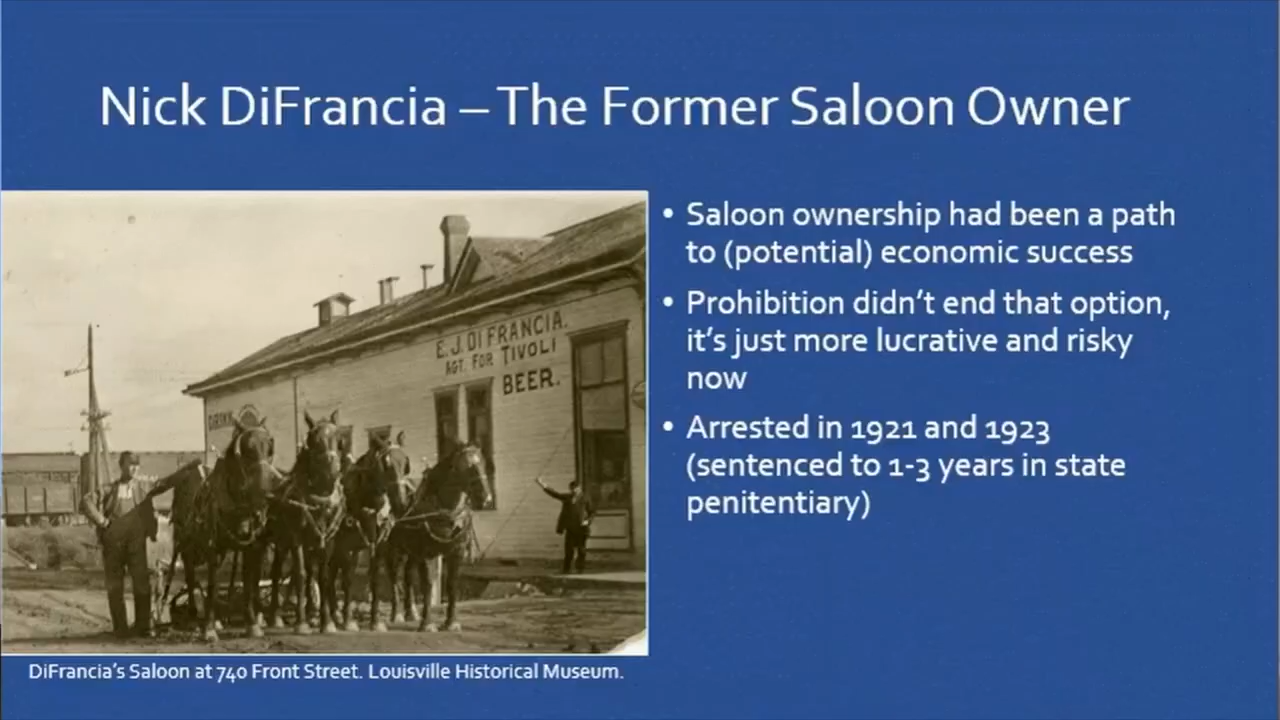 Nick DiFrancia – The Former Saloon Owner
E. J. DI FRANCIA.
AGT. FOR TIVOLI
BEER.
• Saloon ownership had been a path
to (potential) economic success
• Prohibition didn't end that option,
it's just more lucrative and risky
now
• Arrested in 1921 and 1923
(sentenced to 1-3 years in state
penitentiary)
DiFrancia's Saloon at 740 Front Street. Louisville Historical Museum.